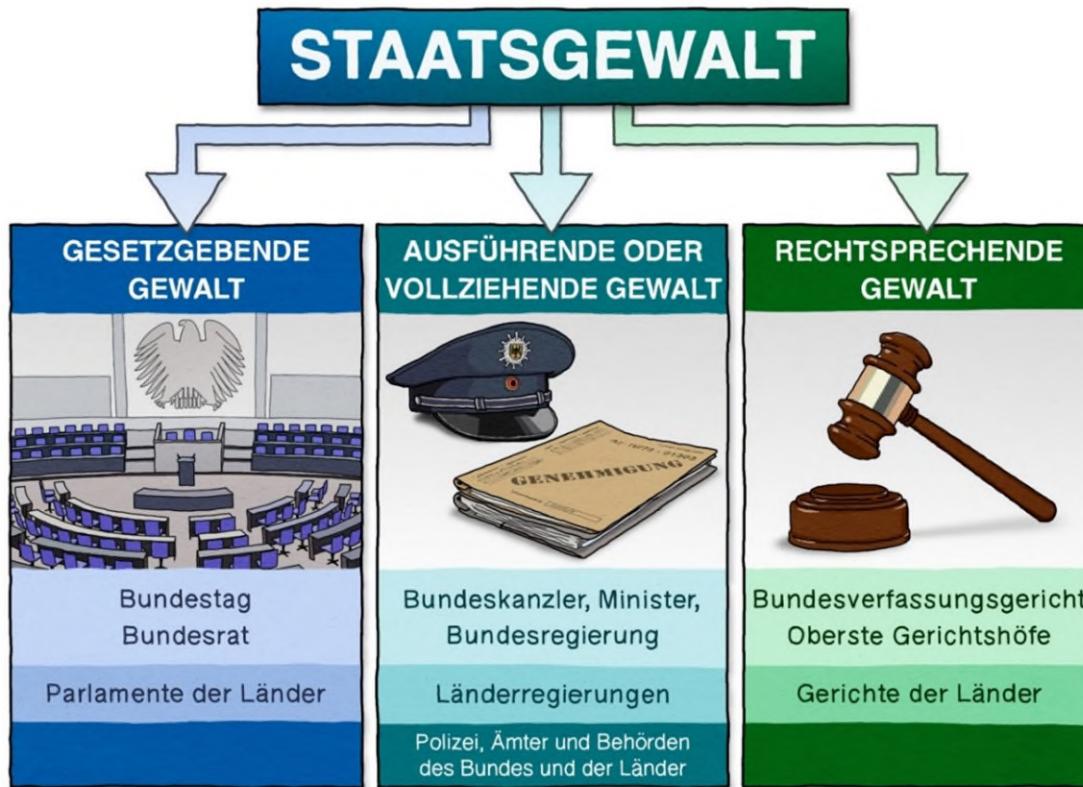 STAATSGEWALT
GESETZGEBENDE
GEWALT
Bundestag
Bundesrat
Parlamente der Länder
AUSFÜHRENDE ODER
VOLLZIEHENDE GEWALT
GENEHMIGUNG
Bundeskanzler, Minister,
Bundesregierung
Länderregierungen
Polizei, Ämter und Behörden
des Bundes und der Länder
RECHTSPRECHENDE
GEWALT
Bundesverfassungsgericht
Oberste Gerichtshöfe
Gerichte der Länder